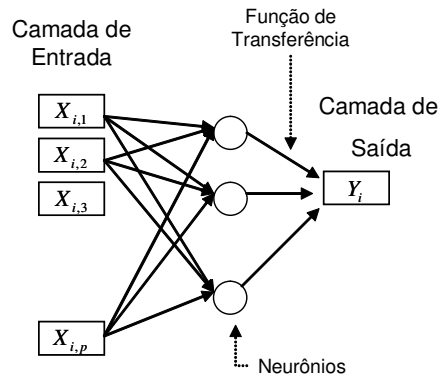 Função de
Transferência
Camada de
Entrada
Camada de
Saída
X_{i,1}
X_{i,2}
X_{i,3}
X_{i,p}
Y_i
Neurônios